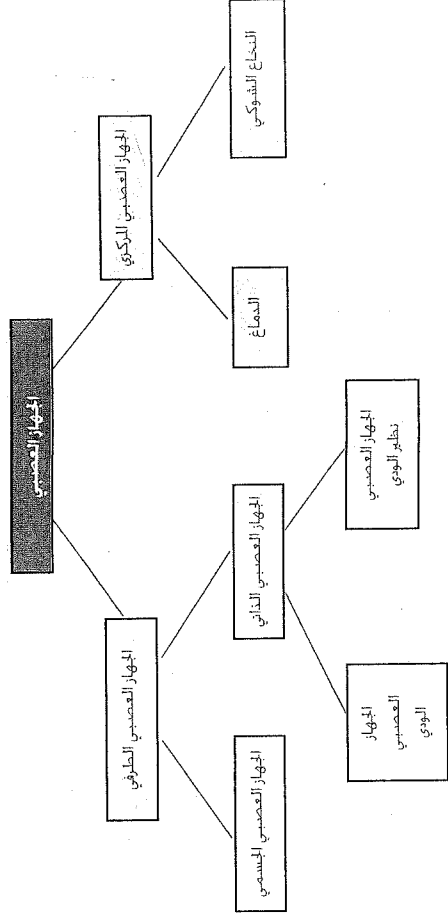 الجهاز العصبي
الجهاز العصبي المركزي
الجهاز العصبي الطرفي
النخاع الشوكي
الدماغ
الجهاز العصبي الذاتي
الجهاز العصبي الجسمي
الجهاز العصبي
نظير الودي
الجهاز
العصبي
الودي